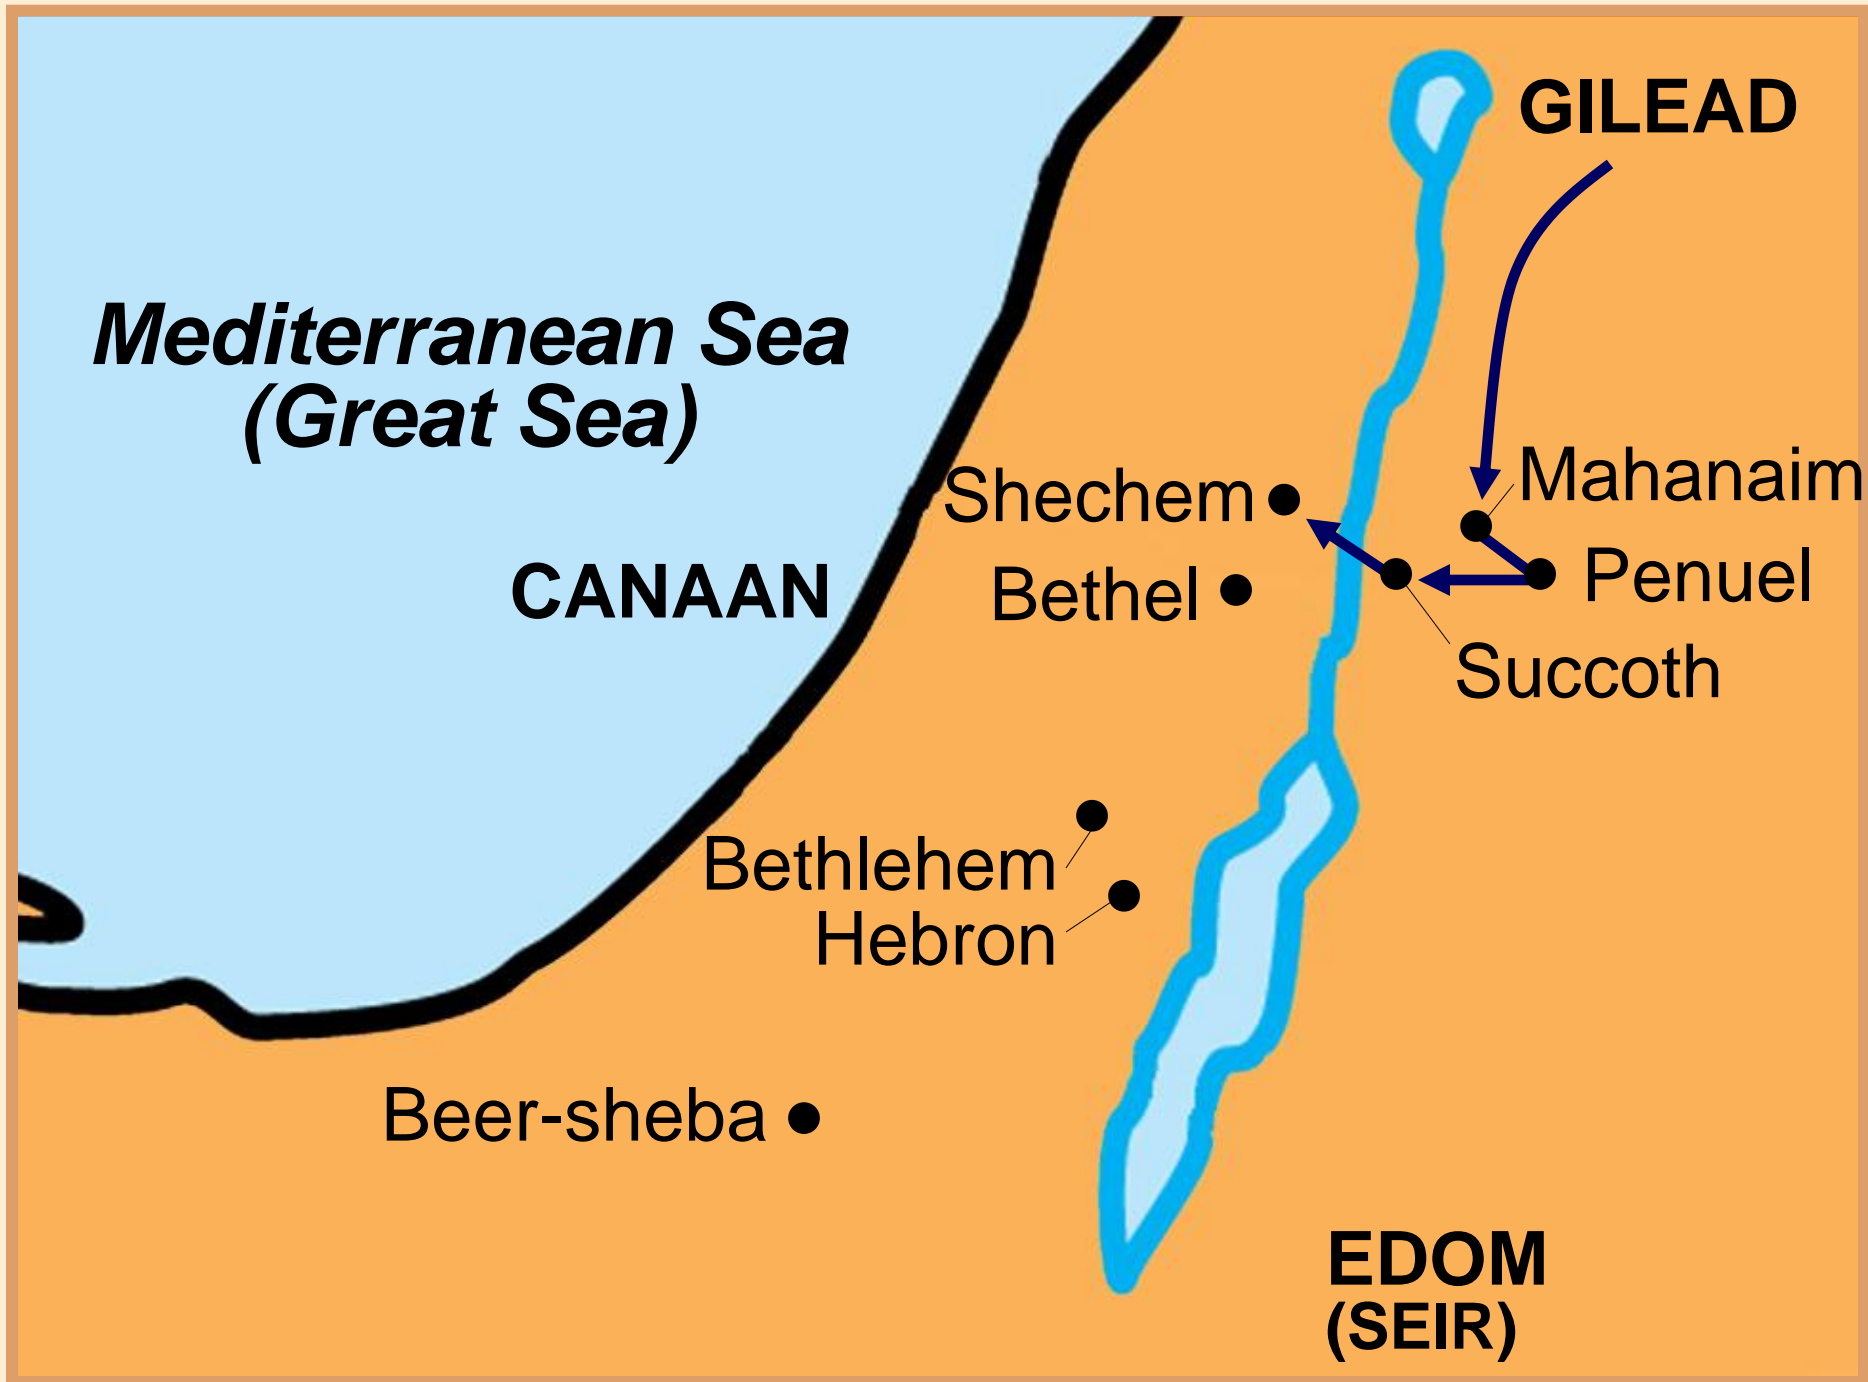 GILEAD
Mediterranean Sea
(Great Sea)
Mahanaim
Shechem
Penuel
CANAAN
Bethel
Succoth
Bethlehem
Hebron
Beer-sheba
EDOM
(SEIR)